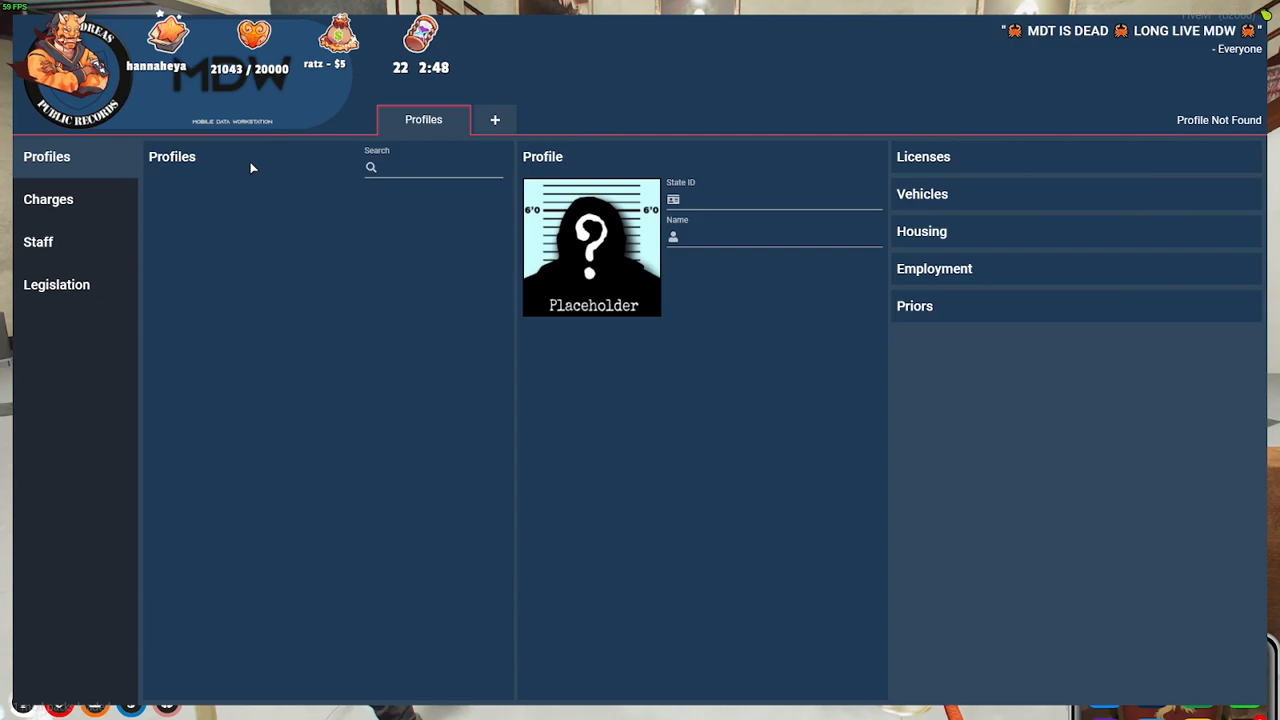 59 FPS
hannaheya
21043 / 20000
ratz - $5
22 2:48
MDW
MOBILE DATA WORKSTATION
PUBLIC RECORDS
" 🦀 MDT IS DEAD 🦀 LONG LIVE MDW 🦀 "
- Everyone
Profiles
+
Profile Not Found
Profiles
Charges
Staff
Legislation
Profiles
Search
Profile
6'0
6'0
?
Placeholder
State ID
Name
Licenses
Vehicles
Housing
Employment
Priors